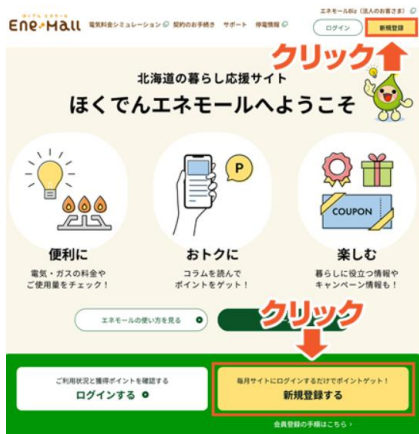 ほくでん エネモール
Ene・Mall
電気料金シミュレーション
契約のお手続き
サポート
停電情報
エネモールBiz（法人のお客さま）
ログイン
新規登録
クリック
北海道の暮らし応援サイト
ほくでんエネモールへようこそ
P
COUPON
便利に
電気・ガスの料金や
ご使用量をチェック！
おトクに
コラムを読んで
ポイントをゲット！
楽しむ
暮らしに役立つ情報や
キャンペーン情報も！
エネモールの使い方を見る
クリック
ご利用状況と獲得ポイントを確認する
ログインする
毎月サイトにログインするだけでポイントゲット！
新規登録する
会員登録の手順はこちら